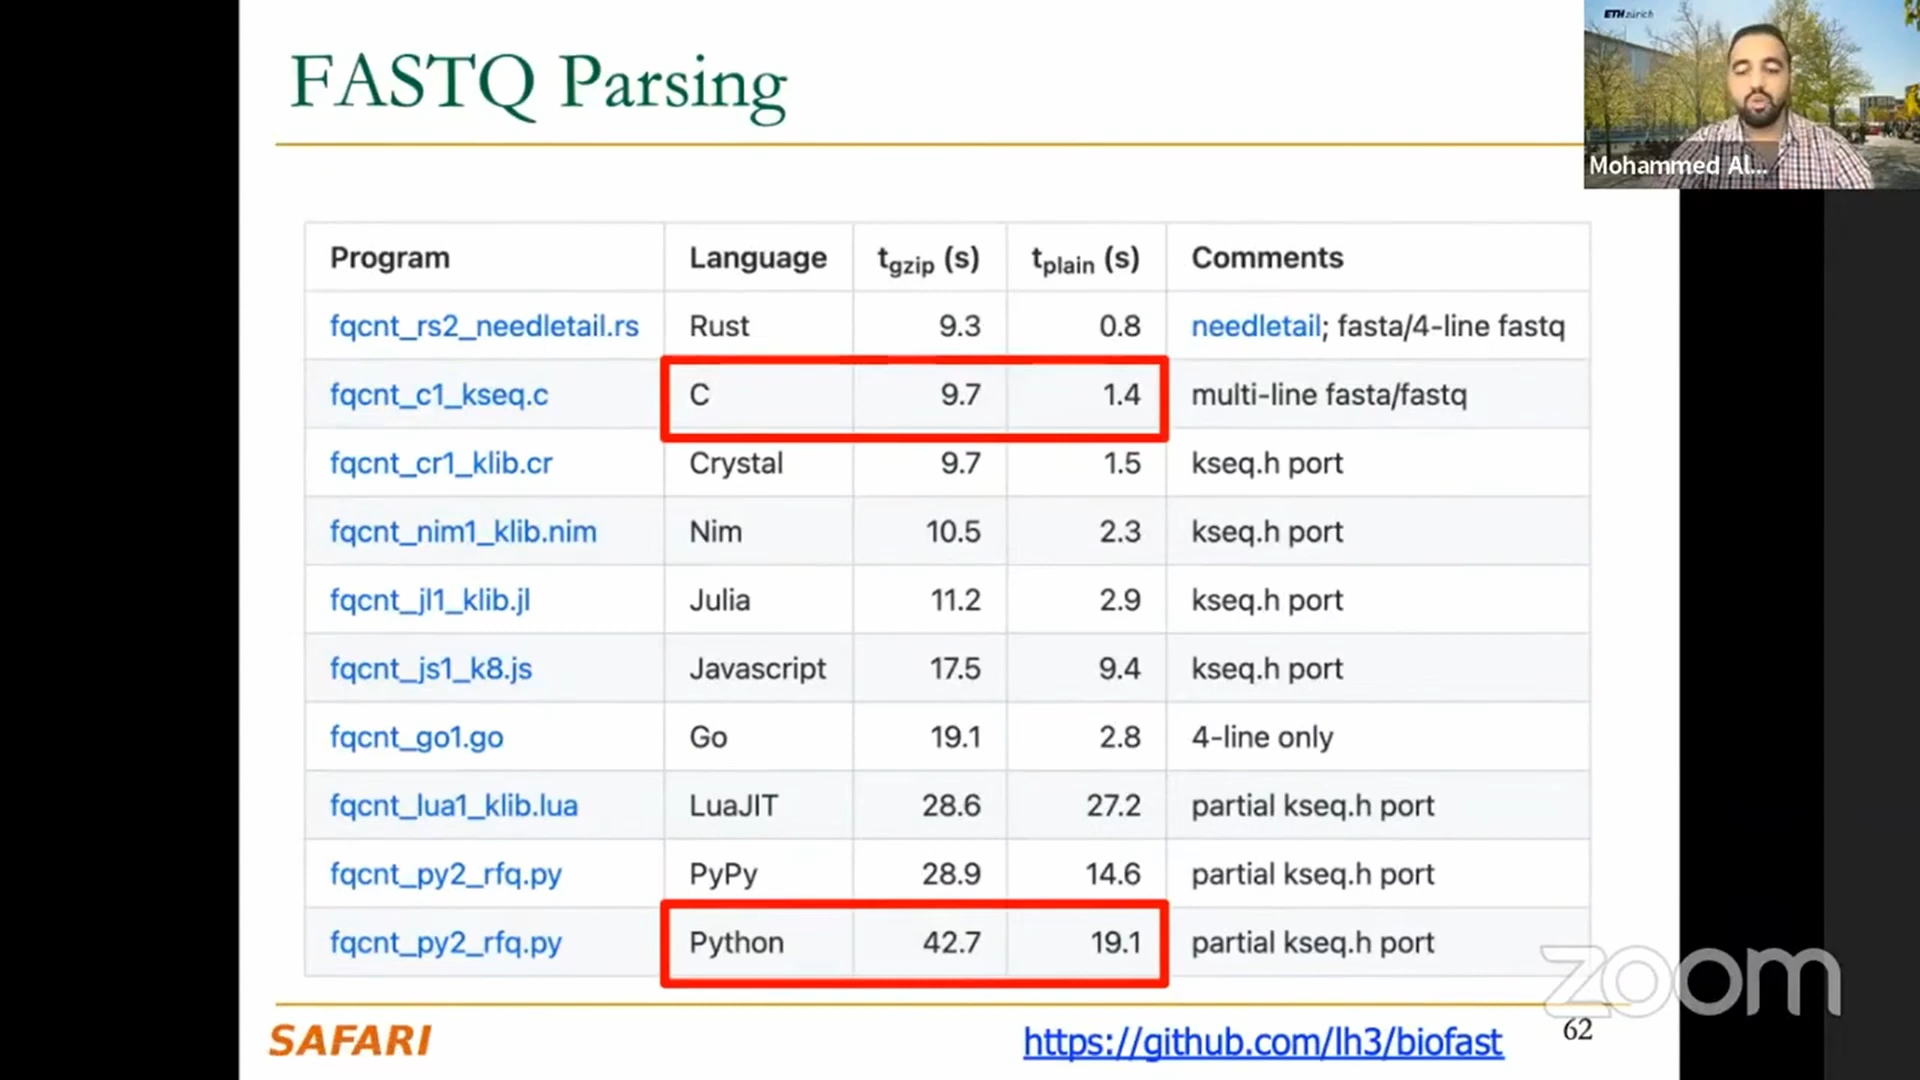 FASTQ Parsing
ETH zürich
Mohammed Al...
Program Language tgzip (s) tplain (s) Comments
fqcnt_rs2_needletail.rs Rust 9.3 0.8 needletail; fasta/4-line fastq
fqcnt_c1_kseq.c C 9.7 1.4 multi-line fasta/fastq
fqcnt_cr1_klib.cr Crystal 9.7 1.5 kseq.h port
fqcnt_nim1_klib.nim Nim 10.5 2.3 kseq.h port
fqcnt_jl1_klib.jl Julia 11.2 2.9 kseq.h port
fqcnt_js1_k8.js Javascript 17.5 9.4 kseq.h port
fqcnt_go1.go Go 19.1 2.8 4-line only
fqcnt_lua1_klib.lua LuaJIT 28.6 27.2 partial kseq.h port
fqcnt_py2_rfq.py PyPy 28.9 14.6 partial kseq.h port
fqcnt_py2_rfq.py Python 42.7 19.1 partial kseq.h port
zoom
SAFARI https://github.com/lh3/biofast 62